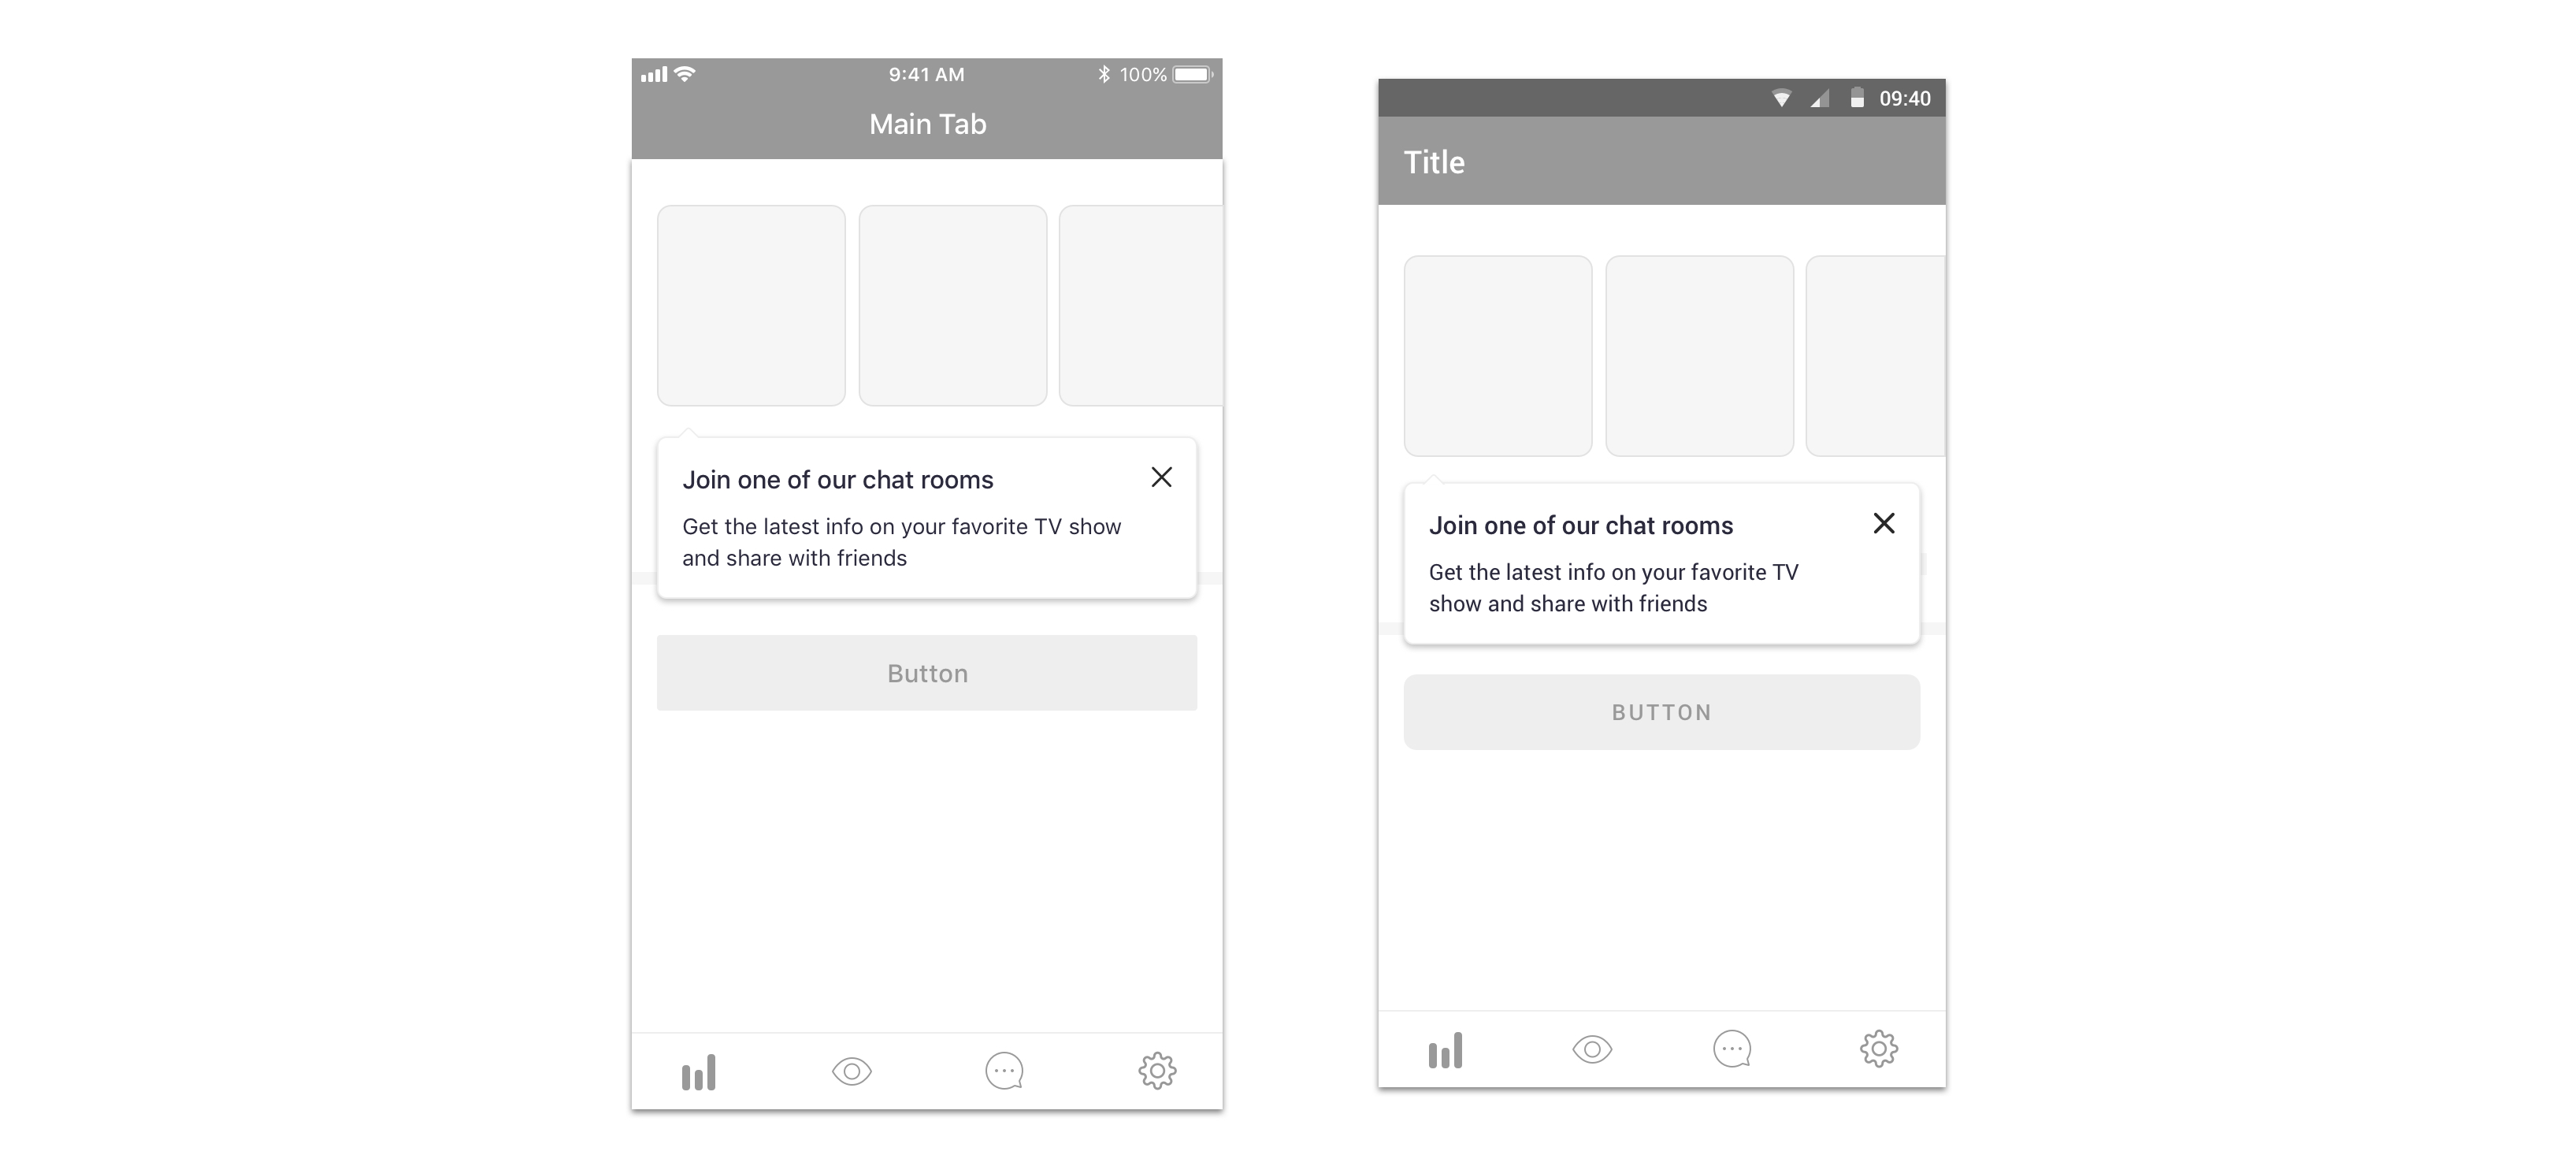 9:41 AM
100%
Main Tab
Join one of our chat rooms
Get the latest info on your favorite TV show
and share with friends
Button
09:40
Title
Join one of our chat rooms
Get the latest info on your favorite TV
show and share with friends
BUTTON